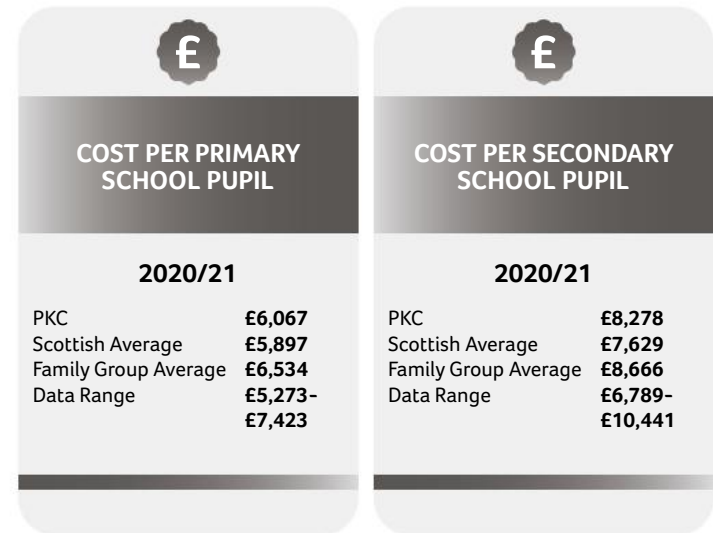 £
COST PER PRIMARY
SCHOOL PUPIL
2020/21
PKC £6,067
Scottish Average £5,897
Family Group Average £6,534
Data Range £5,273-
£7,423
£
COST PER SECONDARY
SCHOOL PUPIL
2020/21
PKC £8,278
Scottish Average £7,629
Family Group Average £8,666
Data Range £6,789-
£10,441